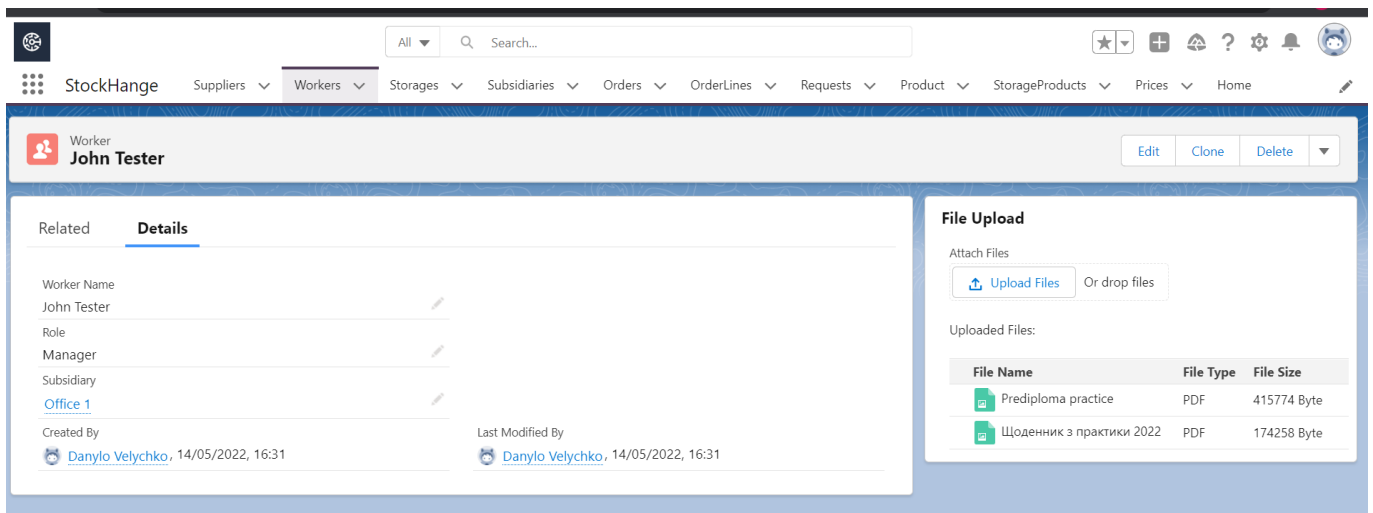 All Search...
StockHange Suppliers Workers Storages Subsidiaries Orders OrderLines Requests Product StorageProducts Prices Home
Worker
John Tester
Edit Clone Delete
Related Details
Worker Name
John Tester
Role
Manager
Subsidiary
Office 1
Created By
Danylo Velychko, 14/05/2022, 16:31
Last Modified By
Danylo Velychko, 14/05/2022, 16:31
File Upload
Attach Files
Upload Files Or drop files
Uploaded Files:
File Name File Type File Size
Prediploma practice PDF 415774 Byte
Щоденник з практики 2022 PDF 174258 Byte